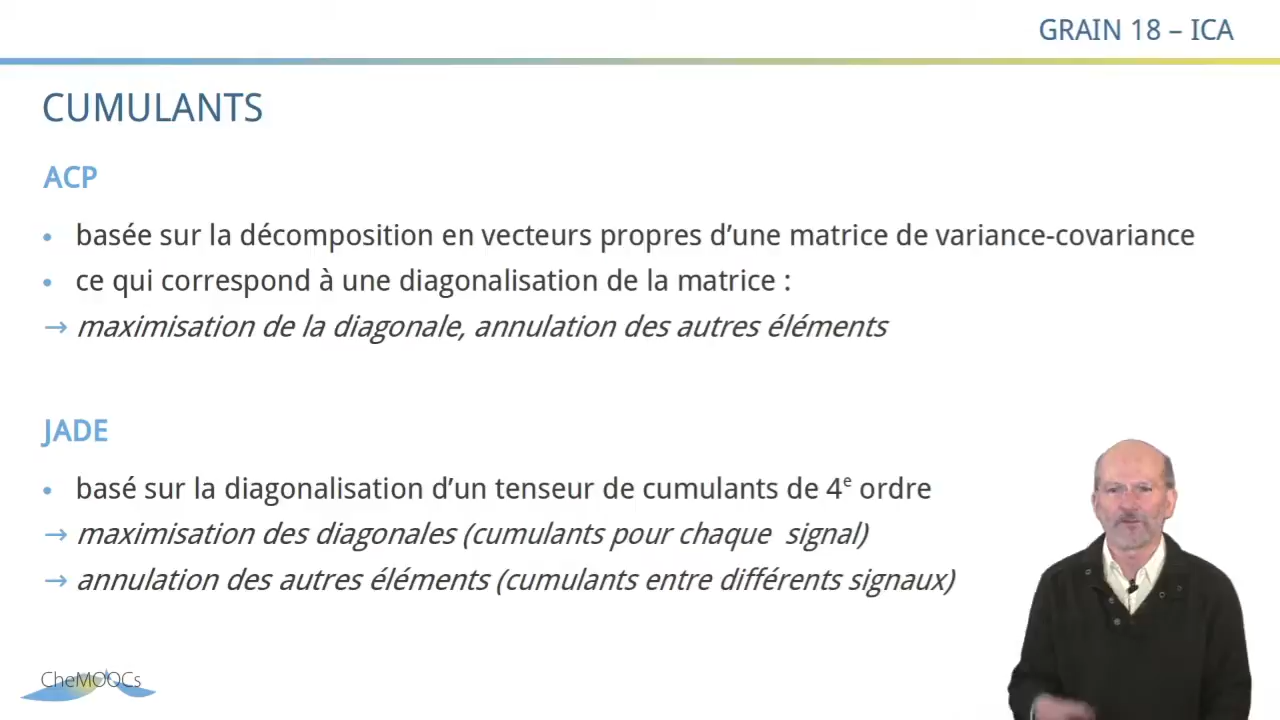 GRAIN 18 – ICA
CUMULANTS
ACP
• basée sur la décomposition en vecteurs propres d’une matrice de variance-covariance
• ce qui correspond à une diagonalisation de la matrice :
→ maximisation de la diagonale, annulation des autres éléments
JADE
• basé sur la diagonalisation d’un tenseur de cumulants de 4e ordre
→ maximisation des diagonales (cumulants pour chaque signal)
→ annulation des autres éléments (cumulants entre différents signaux)
CheMOOCs